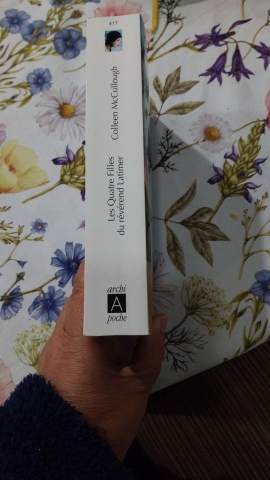 417
Colleen McCullough
Les Quatre Filles
du révérend Latimer
archi
A
poche